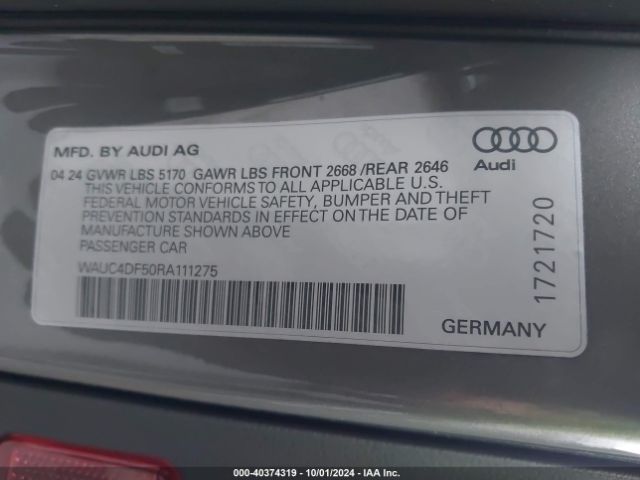 MFD. BY AUDI AG
04 24 GVWR LBS 5170 GAWR LBS FRONT 2668 /REAR 2646
THIS VEHICLE CONFORMS TO ALL APPLICABLE U.S.
FEDERAL MOTOR VEHICLE SAFETY, BUMPER AND THEFT
PREVENTION STANDARDS IN EFFECT ON THE DATE OF
MANUFACTURE SHOWN ABOVE
PASSENGER CAR
WAUC4DF50RA111275
Audi
1721720
GERMANY
000-40374319 - 10/01/2024 - IAA Inc.